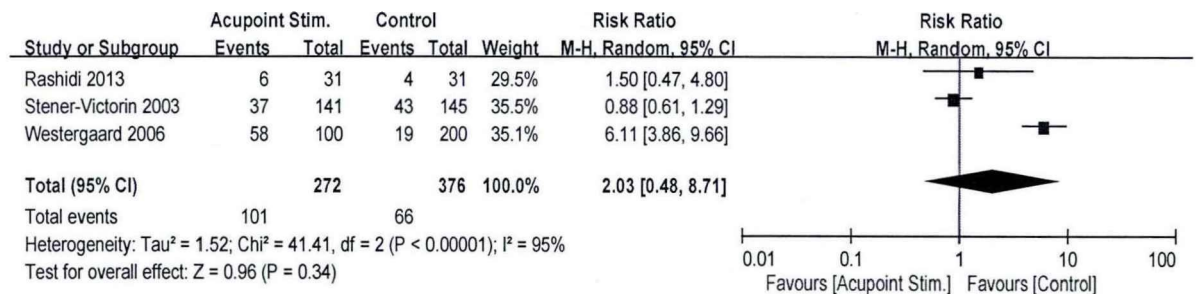 Acupoint Stim. Control Risk Ratio Risk Ratio
Study or Subgroup Events Total Events Total Weight M-H, Random, 95% CI M-H, Random, 95% CI
Rashidi 2013 6 31 4 31 29.5% 1.50 [0.47, 4.80]
Stener-Victorin 2003 37 141 43 145 35.5% 0.88 [0.61, 1.29]
Westergaard 2006 58 100 19 200 35.1% 6.11 [3.86, 9.66]
Total (95% CI) 272 376 100.0% 2.03 [0.48, 8.71]
Total events 101 66
Heterogeneity: Tau² = 1.52; Chi² = 41.41, df = 2 (P < 0.00001); I² = 95%
Test for overall effect: Z = 0.96 (P = 0.34)
0.01 0.1 1 10 100
Favours [Acupoint Stim.] Favours [Control]